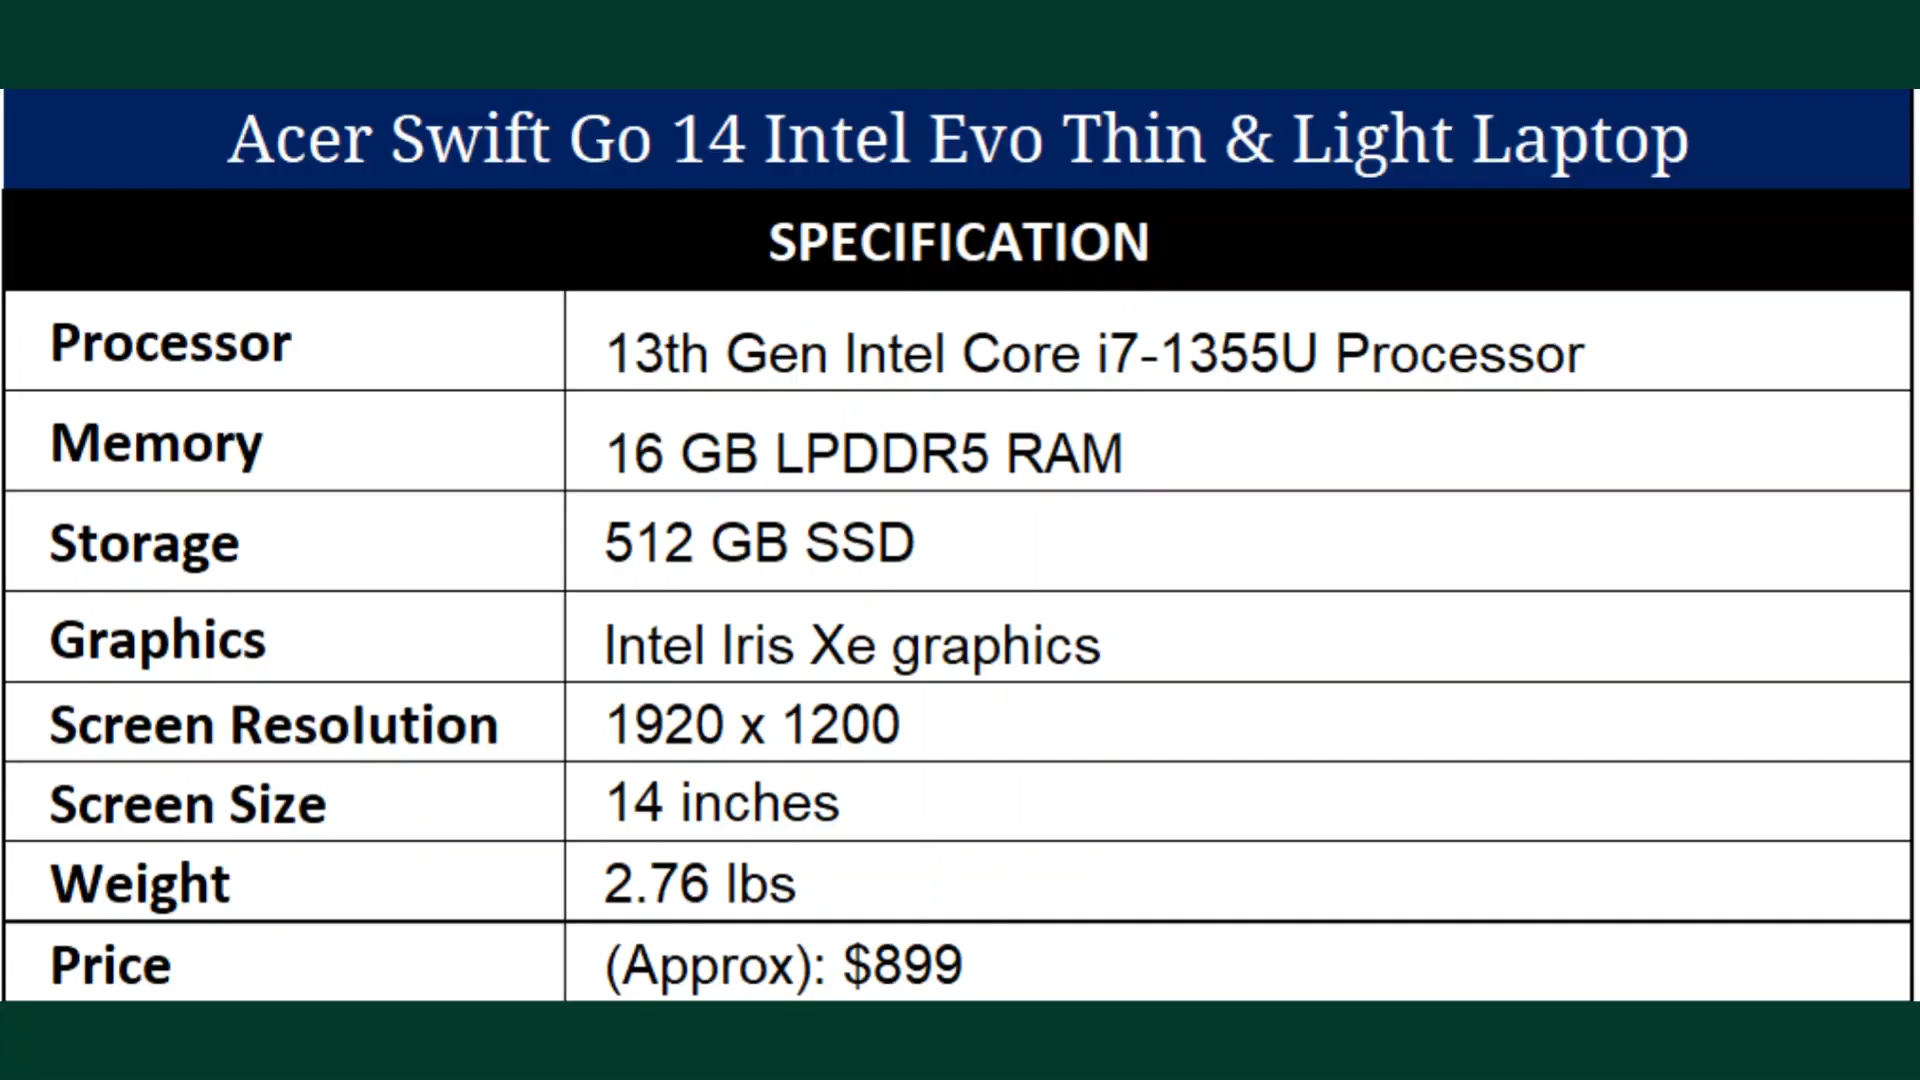 Acer Swift Go 14 Intel Evo Thin & Light Laptop
SPECIFICATION
Processor 13th Gen Intel Core i7-1355U Processor
Memory 16 GB LPDDR5 RAM
Storage 512 GB SSD
Graphics Intel Iris Xe graphics
Screen Resolution 1920 x 1200
Screen Size 14 inches
Weight 2.76 lbs
Price (Approx): $899